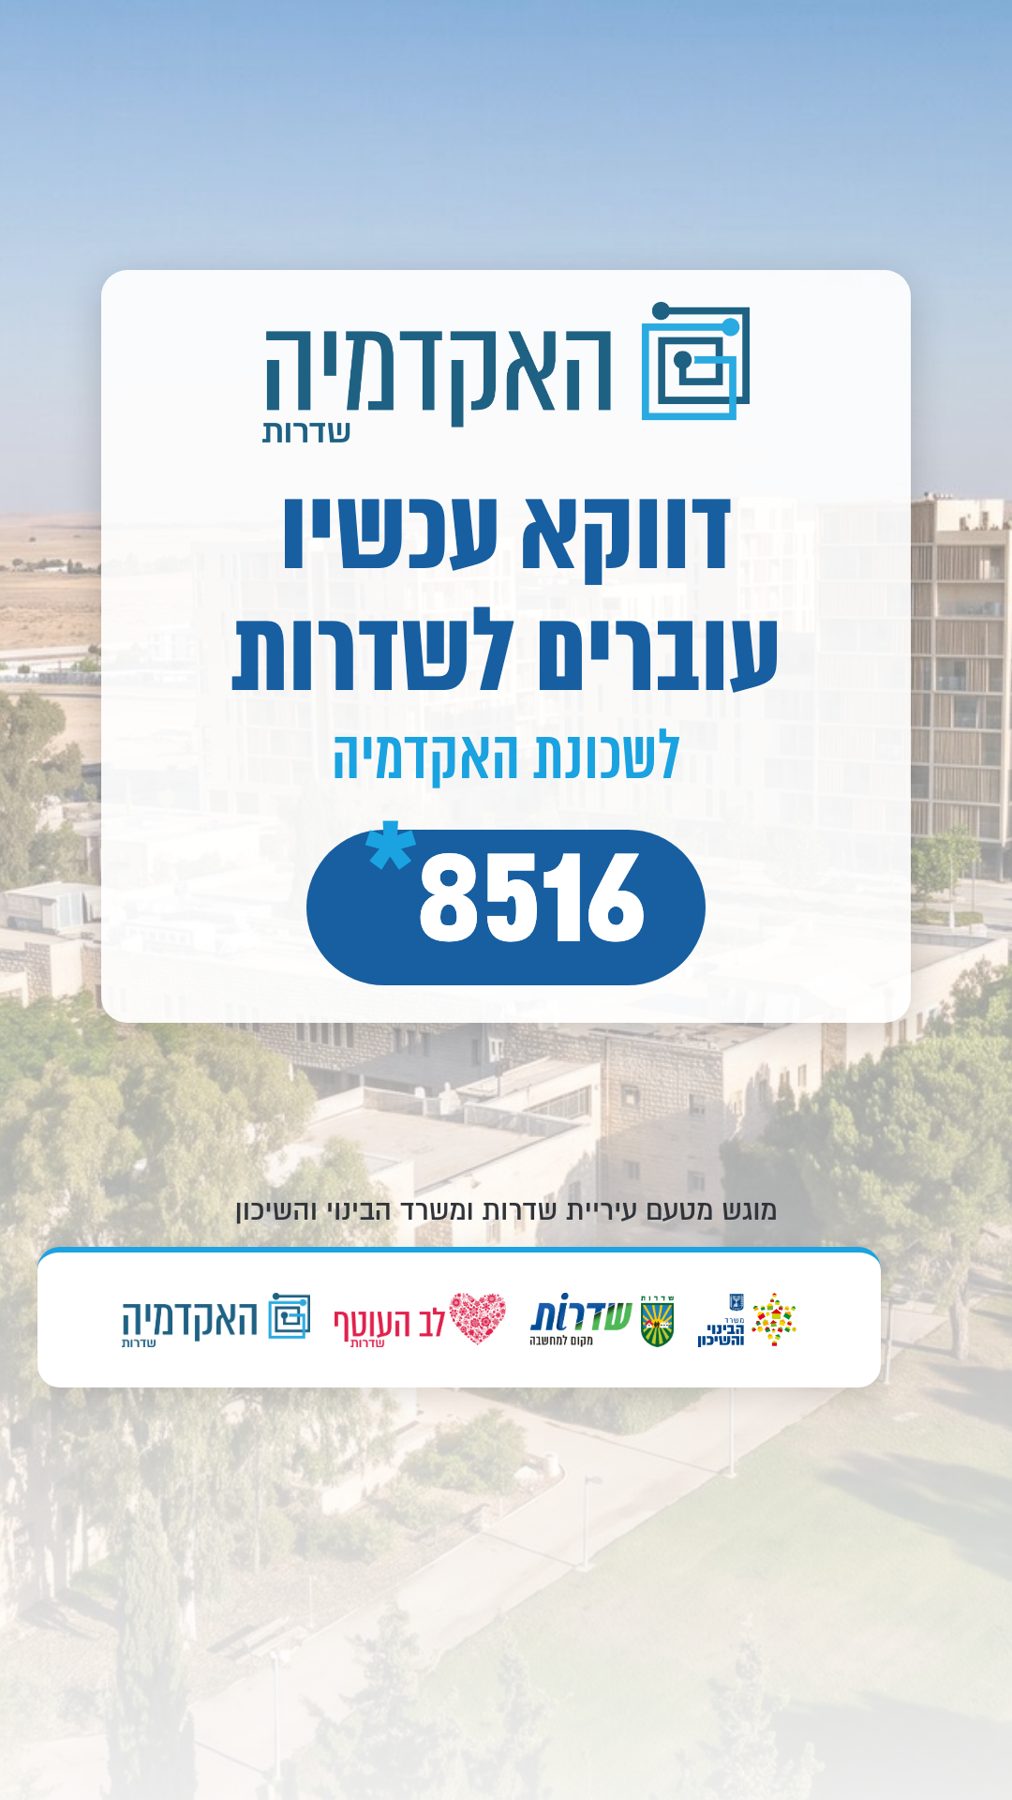 האקדמיה
שדרות
דווקא עכשיו
עוברים לשדרות
לשכונת האקדמיה
*8516
מוגש מטעם עיריית שדרות ומשרד הבינוי והשיכון
משרד
הבינוי
והשיכון
שדרות
שדרות
מקום למחשבה
לב העוטף
שדרות
האקדמיה
שדרות